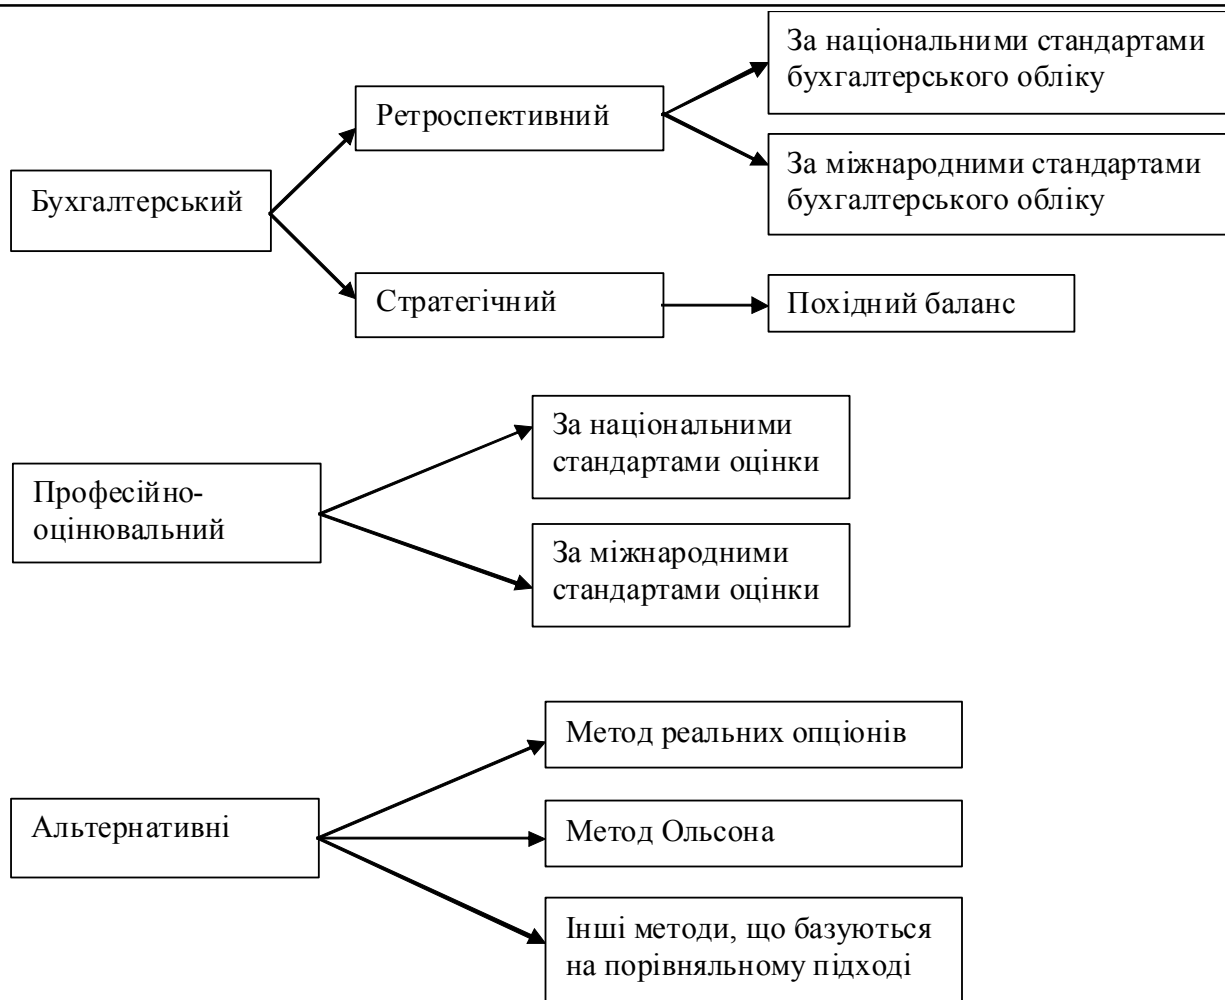 За національними стандартами
бухгалтерського обліку
Ретроспективний
За міжнародними стандартами
бухгалтерського обліку
Бухгалтерський
Стратегічний
Похідний баланс
За національними
стандартами оцінки
Професійно-
оцінювальний
За міжнародними
стандартами оцінки
Метод реальних опціонів
Альтернативні
Метод Ольсона
Інші методи, що базуються
на порівняльному підході